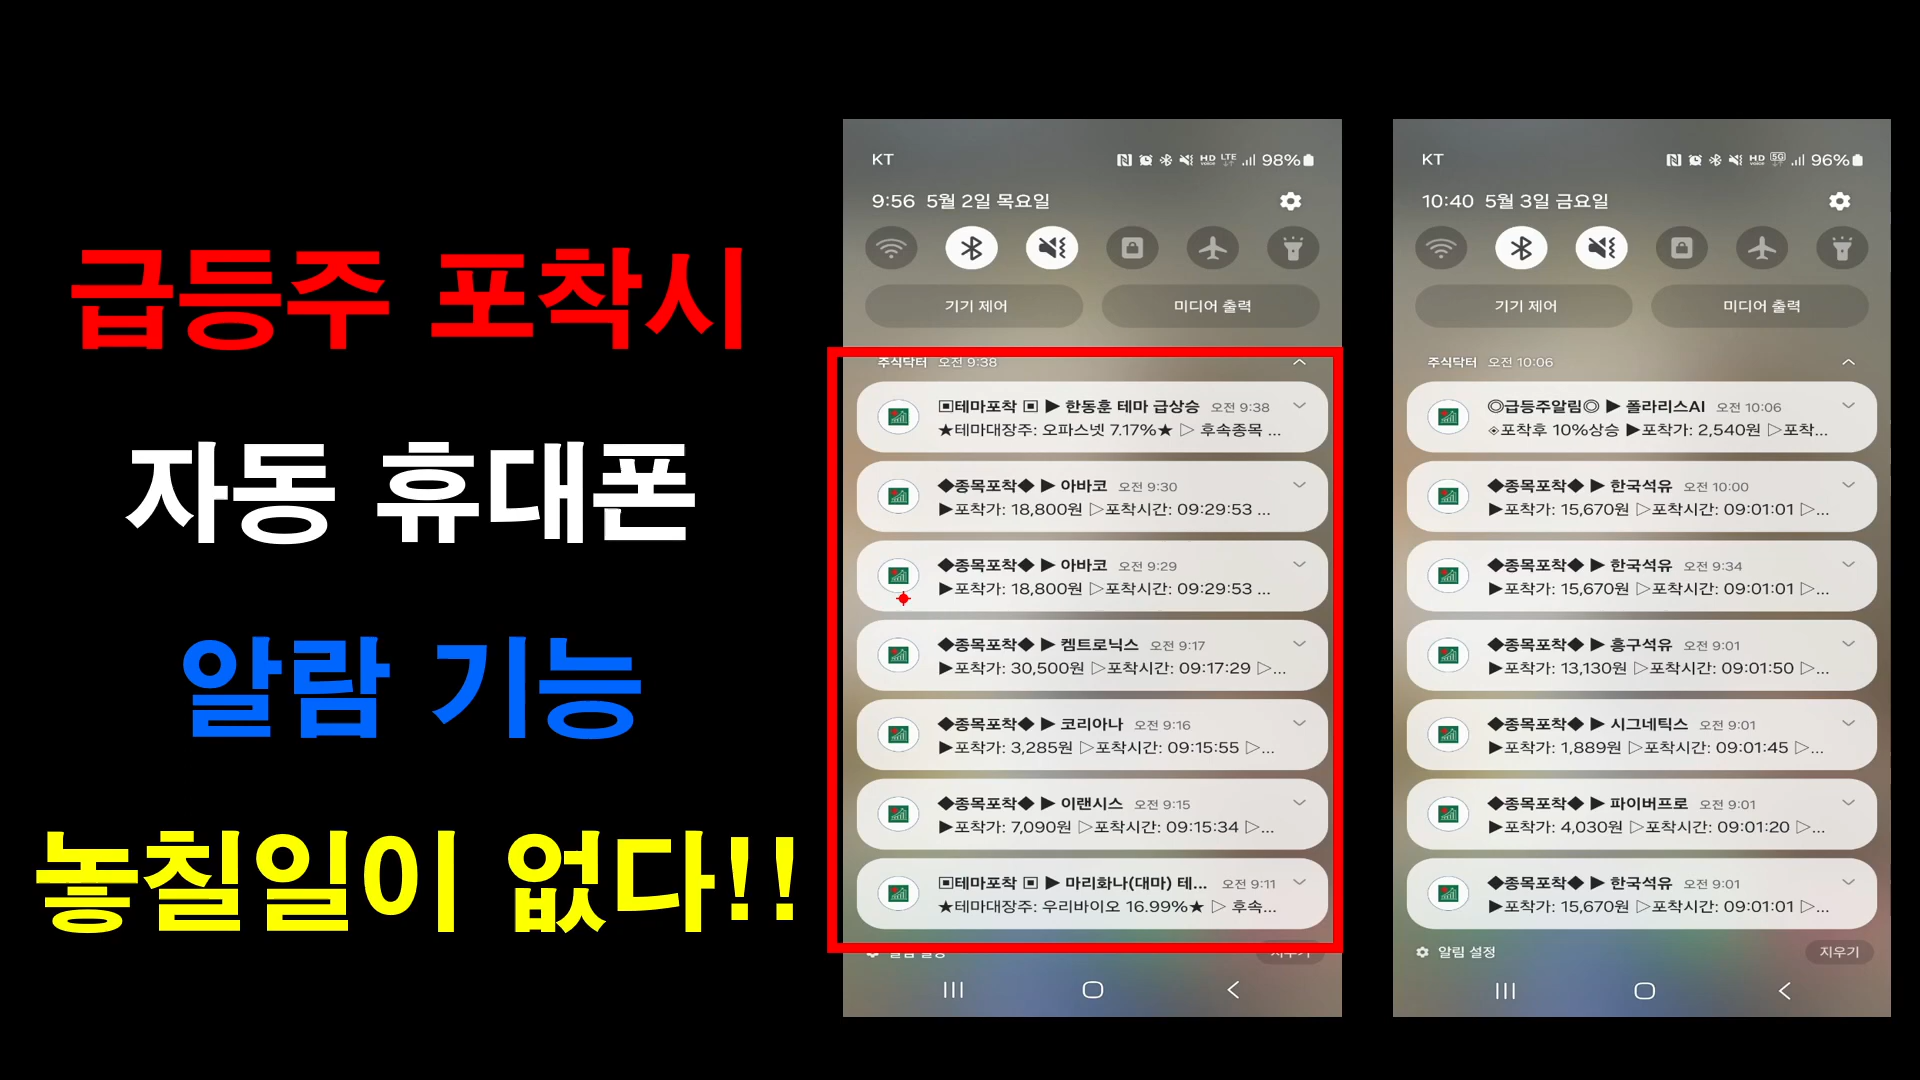 급등주 포착시
자동 휴대폰
알람 기능
놓칠일이 없다!!
KT
HD LTE 98%
9:56 5월 2일 목요일
기기 제어
미디어 출력
주식닥터 오전 9:38
▣테마포착 ▣ ▶ 한동훈 테마 급상승 오전 9:38
★테마대장주: 오파스넷 7.17%★ ▷ 후속종목 ...
◆종목포착◆ ▶ 아바코 오전 9:30
▶포착가: 18,800원 ▷포착시간: 09:29:53 ...
◆종목포착◆ ▶ 아바코 오전 9:29
▶포착가: 18,800원 ▷포착시간: 09:29:53 ...
◆종목포착◆ ▶ 켐트로닉스 오전 9:17
▶포착가: 30,500원 ▷포착시간: 09:17:29 ▷...
◆종목포착◆ ▶ 코리아나 오전 9:16
▶포착가: 3,285원 ▷포착시간: 09:15:55 ▷...
◆종목포착◆ ▶ 이랜시스 오전 9:15
▶포착가: 7,090원 ▷포착시간: 09:15:34 ▷...
▣테마포착 ▣ ▶ 마리화나(대마) 테... 오전 9:11
★테마대장주: 우리바이오 16.99%★ ▷ 후속...
KT
HD 5G 96%
10:40 5월 3일 금요일
기기 제어
미디어 출력
주식닥터 오전 10:06
◎급등주알림◎ ▶ 폴라리스AI 오전 10:06
◈포착후 10%상승 ▶포착가: 2,540원 ▷포착...
◆종목포착◆ ▶ 한국석유 오전 10:00
▶포착가: 15,670원 ▷포착시간: 09:01:01 ▷...
◆종목포착◆ ▶ 한국석유 오전 9:34
▶포착가: 15,670원 ▷포착시간: 09:01:01 ▷...
◆종목포착◆ ▶ 흥구석유 오전 9:01
▶포착가: 13,130원 ▷포착시간: 09:01:50 ▷...
◆종목포착◆ ▶ 시그네틱스 오전 9:01
▶포착가: 1,889원 ▷포착시간: 09:01:45 ▷...
◆종목포착◆ ▶ 파이버프로 오전 9:01
▶포착가: 4,030원 ▷포착시간: 09:01:20 ▷...
◆종목포착◆ ▶ 한국석유 오전 9:01
▶포착가: 15,670원 ▷포착시간: 09:01:01 ▷...
알림 설정
지우기